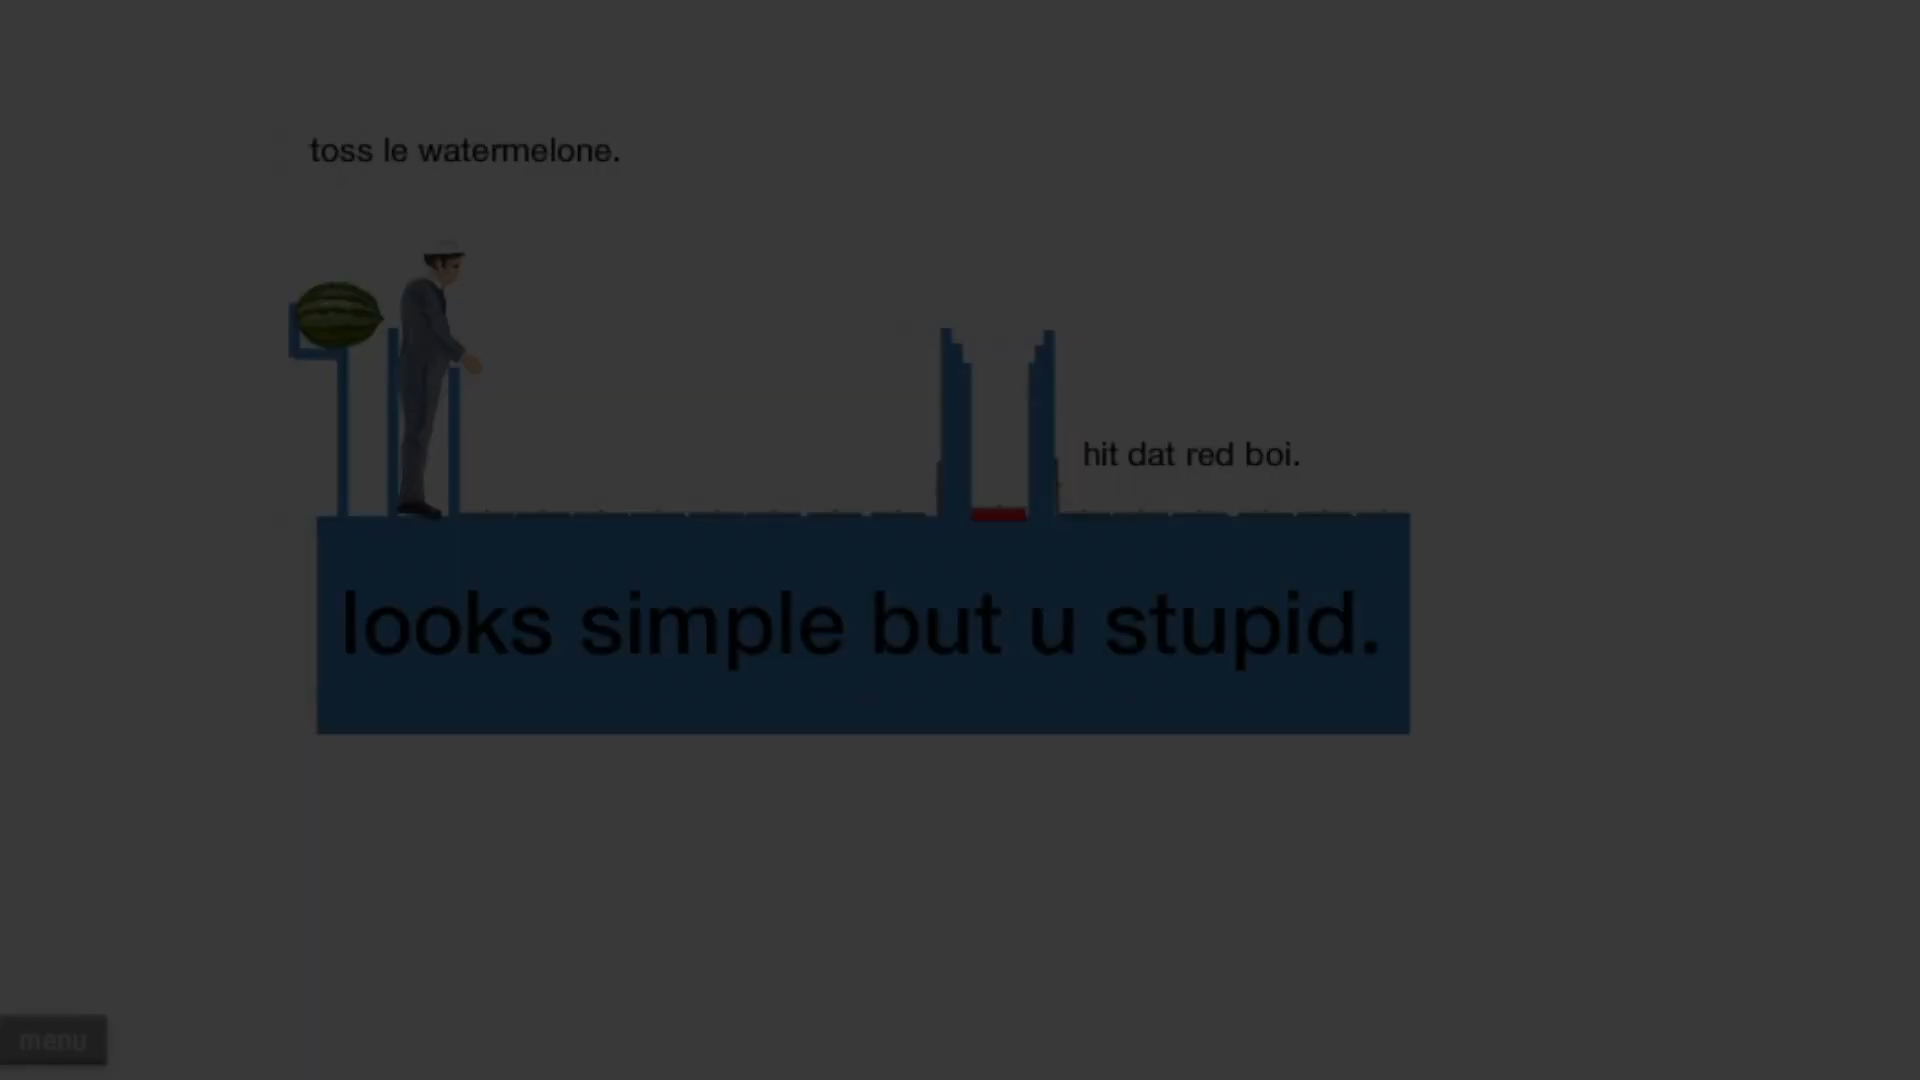 toss le watermelone.
hit dat red boi.
looks simple but u stupid.
menu